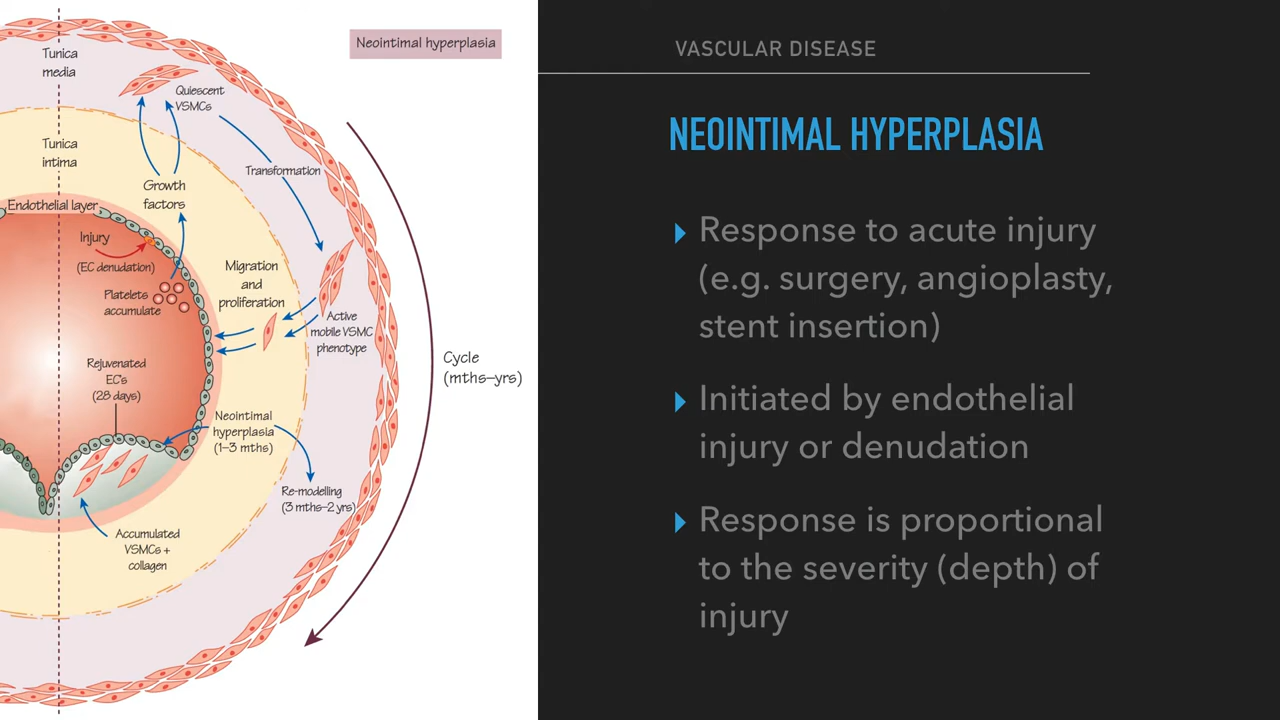 Neointimal hyperplasia
Tunica
media
Quiescent
VSMCs
Tunica
intima
Transformation
Growth
factors
Endothelial layer
Injury
(EC denudation)
Migration
and
proliferation
Platelets
accumulate
Active
mobile VSMC
phenotype
Cycle
(mths–yrs)
Rejuvenated
EC's
(28 days)
Neointimal
hyperplasia
(1–3 mths)
Re-modelling
(3 mths–2 yrs)
Accumulated
VSMCs +
collagen
VASCULAR DISEASE
NEOINTIMAL HYPERPLASIA
Response to acute injury
(e.g. surgery, angioplasty,
stent insertion)
Initiated by endothelial
injury or denudation
Response is proportional
to the severity (depth) of
injury